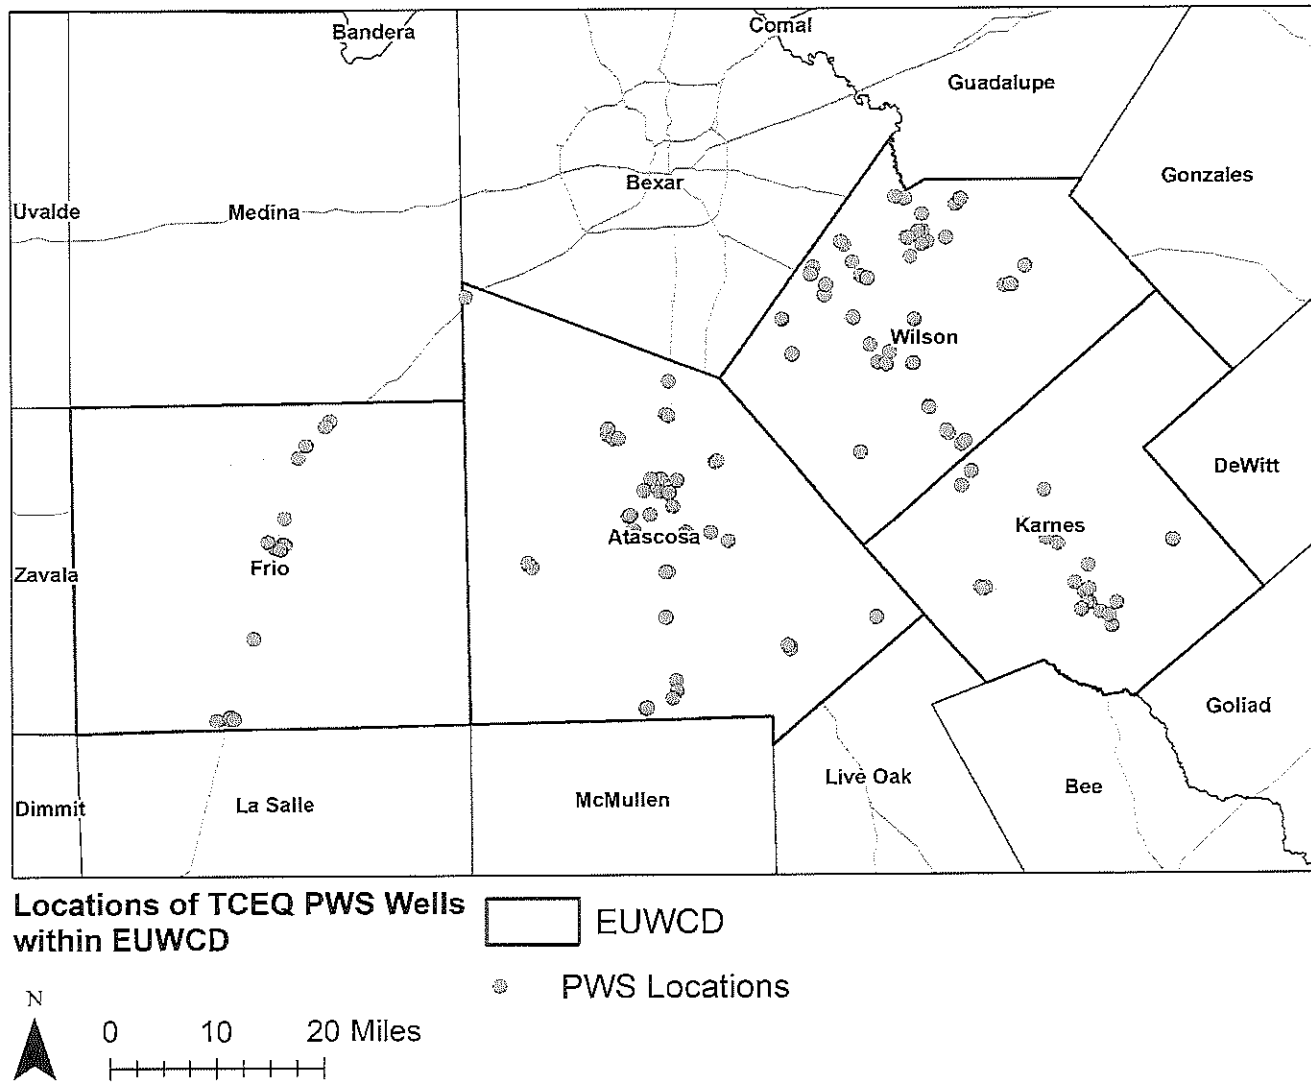 Bandera
Comal
Guadalupe
Gonzales
Bexar
Uvalde
Medina
Wilson
DeWitt
Karnes
Atascosa
Frio
Zavala
Goliad
Live Oak
Bee
McMullen
La Salle
Dimmit
Locations of TCEQ PWS Wells
within EUWCD
EUWCD
PWS Locations
N
0 10 20 Miles